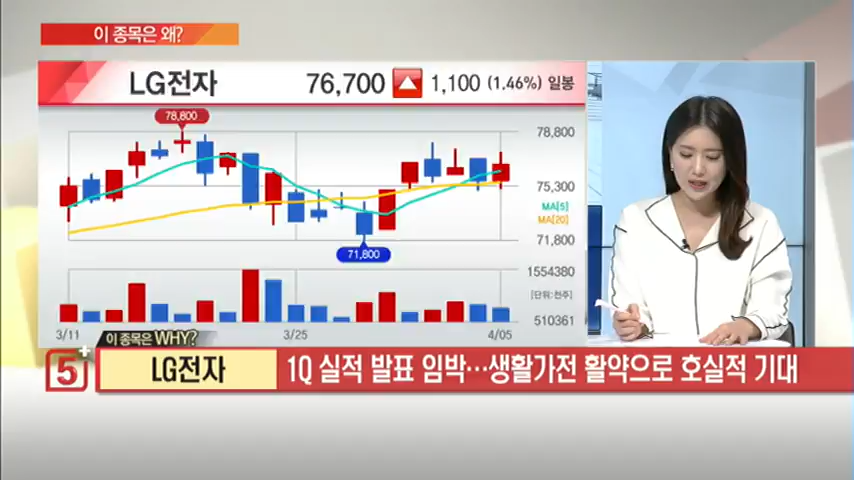 이 종목은 왜?
LG전자 76,700 1,100 (1.46%) 일봉
78,800
78,800
75,300
MA[5]
MA[20]
71,800
71,800
1554380
[단위:천주]
510361
3/11 3/25 4/05
이 종목은 WHY?
5+ LG전자 1Q 실적 발표 임박…생활가전 활약으로 호실적 기대